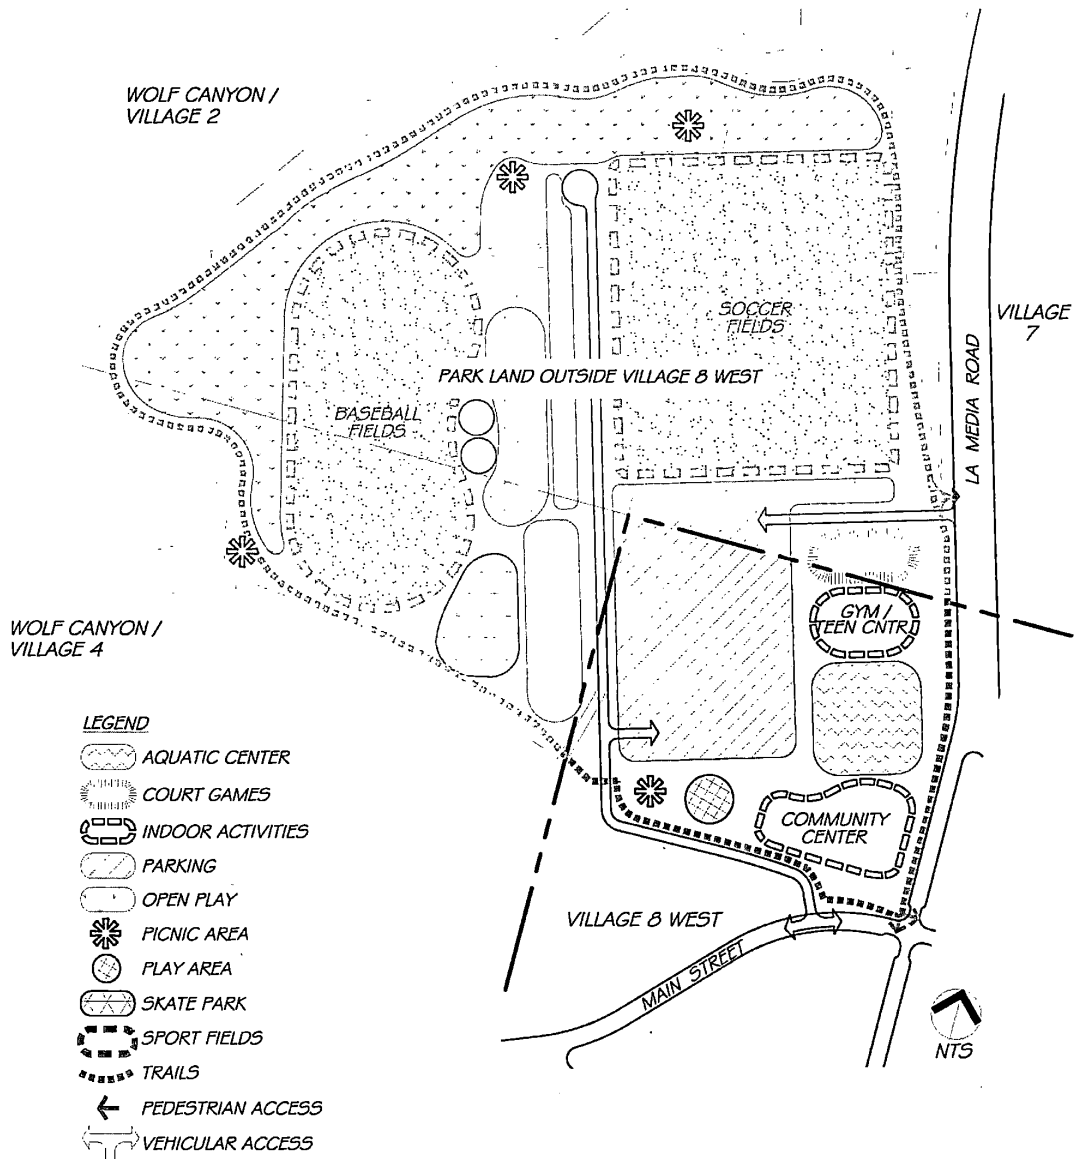 WOLF CANYON /
VILLAGE 2
SOCCER
FIELDS
VILLAGE
7
LA MEDIA ROAD
PARK LAND OUTSIDE VILLAGE 8 WEST
BASEBALL
FIELDS
GYM /
TEEN CNTR
WOLF CANYON /
VILLAGE 4
COMMUNITY
CENTER
VILLAGE 8 WEST
MAIN STREET
NTS
LEGEND
AQUATIC CENTER
COURT GAMES
INDOOR ACTIVITIES
PARKING
OPEN PLAY
PICNIC AREA
PLAY AREA
SKATE PARK
SPORT FIELDS
TRAILS
PEDESTRIAN ACCESS
VEHICULAR ACCESS